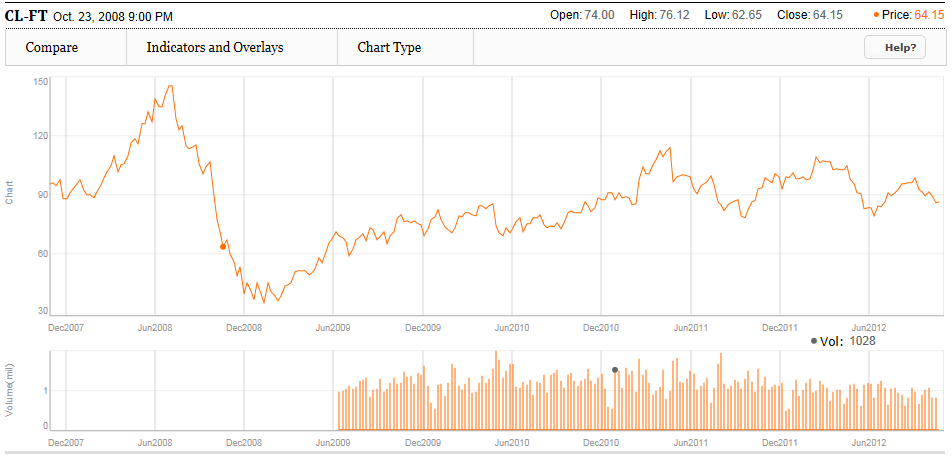 CL-FT Oct. 23, 2008 9:00 PM Open: 74.00 High: 76.12 Low: 62.65 Close: 64.15 Price: 64.15
Compare Indicators and Overlays Chart Type Help?
150
120
90
60
30
Chart
Dec2007 Jun2008 Dec2008 Jun2009 Dec2009 Jun2010 Dec2010 Jun2011 Dec2011 Jun2012
Vol: 1028
1
0
Volume(mil)
Dec2007 Jun2008 Dec2008 Jun2009 Dec2009 Jun2010 Dec2010 Jun2011 Dec2011 Jun2012